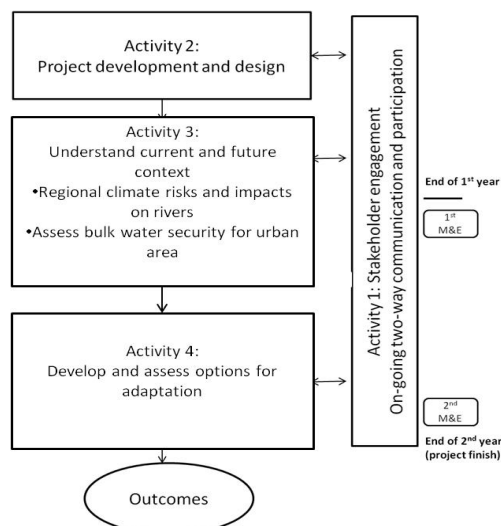 Activity 2:
Project development and design
Activity 3:
Understand current and future
context
•Regional climate risks and impacts
on rivers
•Assess bulk water security for urban
area
Activity 4:
Develop and assess options for
adaptation
Outcomes
Activity 1: Stakeholder engagement
On-going two-way communication and participation
End of 1st year
1st
M&E
2nd
M&E
End of 2nd year
(project finish)